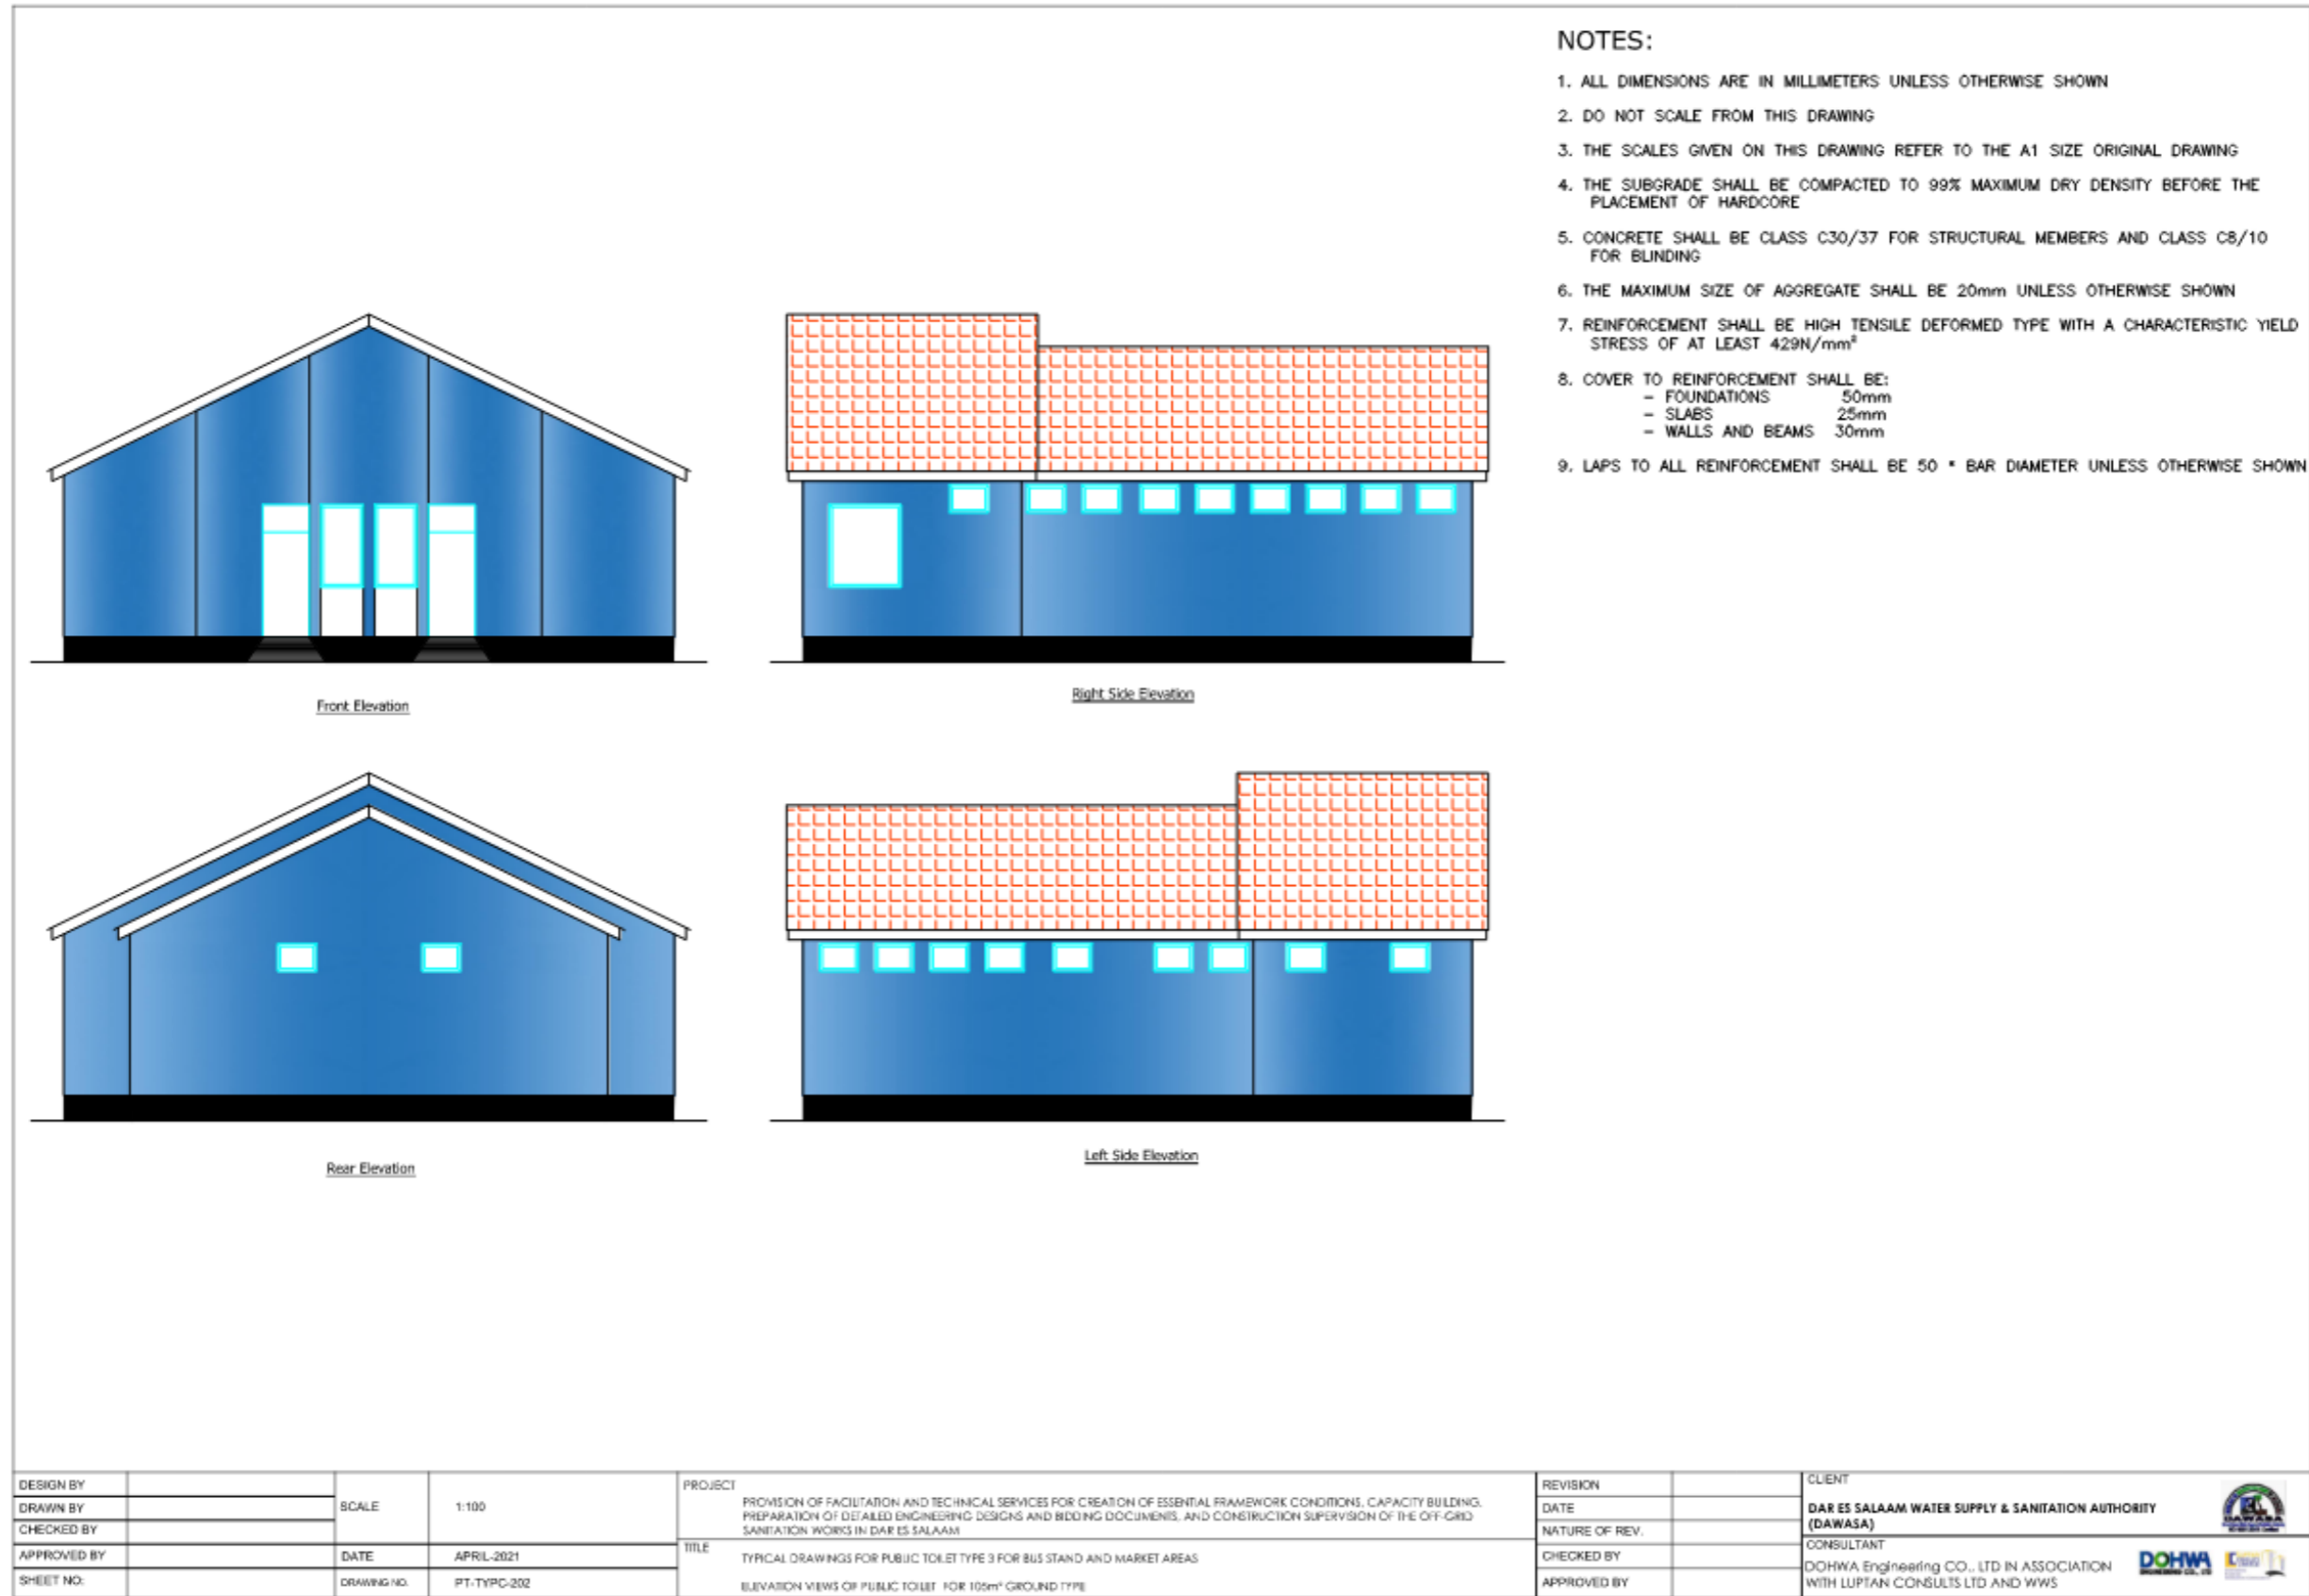 NOTES:
1. ALL DIMENSIONS ARE IN MILLIMETERS UNLESS OTHERWISE SHOWN
2. DO NOT SCALE FROM THIS DRAWING
3. THE SCALES GIVEN ON THIS DRAWING REFER TO THE A1 SIZE ORIGINAL DRAWING
4. THE SUBGRADE SHALL BE COMPACTED TO 99% MAXIMUM DRY DENSITY BEFORE THE
PLACEMENT OF HARDCORE
5. CONCRETE SHALL BE CLASS C30/37 FOR STRUCTURAL MEMBERS AND CLASS C8/10
FOR BLINDING
6. THE MAXIMUM SIZE OF AGGREGATE SHALL BE 20mm UNLESS OTHERWISE SHOWN
7. REINFORCEMENT SHALL BE HIGH TENSILE DEFORMED TYPE WITH A CHARACTERISTIC YIELD
STRESS OF AT LEAST 429N/mm²
8. COVER TO REINFORCEMENT SHALL BE:
– FOUNDATIONS 50mm
– SLABS 25mm
– WALLS AND BEAMS 30mm
9. LAPS TO ALL REINFORCEMENT SHALL BE 50 * BAR DIAMETER UNLESS OTHERWISE SHOWN
Front Elevation
Right Side Elevation
Rear Elevation
Left Side Elevation
DESIGN BY
DRAWN BY
CHECKED BY
APPROVED BY
SHEET NO:
SCALE 1:100
DATE APRIL-2021
DRAWING NO. PT-TYPC-202
PROJECT
PROVISION OF FACILITATION AND TECHNICAL SERVICES FOR CREATION OF ESSENTIAL FRAMEWORK CONDITIONS, CAPACITY BUILDING,
PREPARATION OF DETAILED ENGINEERING DESIGNS AND BIDDING DOCUMENTS, AND CONSTRUCTION SUPERVISION OF THE OFF-GRID
SANITATION WORKS IN DAR ES SALAAM
TITLE
TYPICAL DRAWINGS FOR PUBLIC TOILET TYPE 3 FOR BUS STAND AND MARKET AREAS
ELEVATION VIEWS OF PUBLIC TOILET FOR 105m² GROUND TYPE
REVISION
DATE
NATURE OF REV.
CHECKED BY
APPROVED BY
CLIENT
DAR ES SALAAM WATER SUPPLY & SANITATION AUTHORITY
(DAWASA)
DAWASA
CONSULTANT
DOHWA Engineering CO., LTD IN ASSOCIATION
WITH LUPTAN CONSULTS LTD AND WWS
DOHWA
ENGINEERING CO., LTD